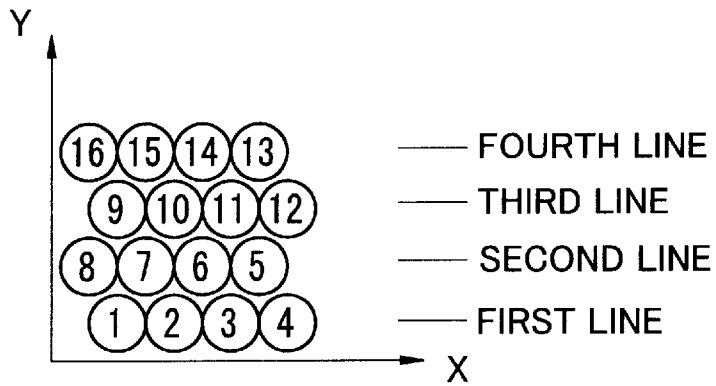 Y
16 15 14 13 FOURTH LINE
9 10 11 12 THIRD LINE
8 7 6 5 SECOND LINE
1 2 3 4 FIRST LINE
X